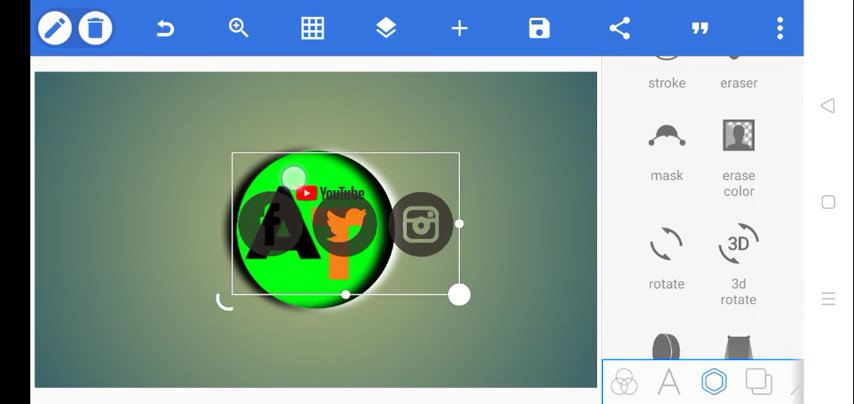 stroke
eraser
mask
erase
color
rotate
3D
3d
rotate
YouTube
f
A
T
A